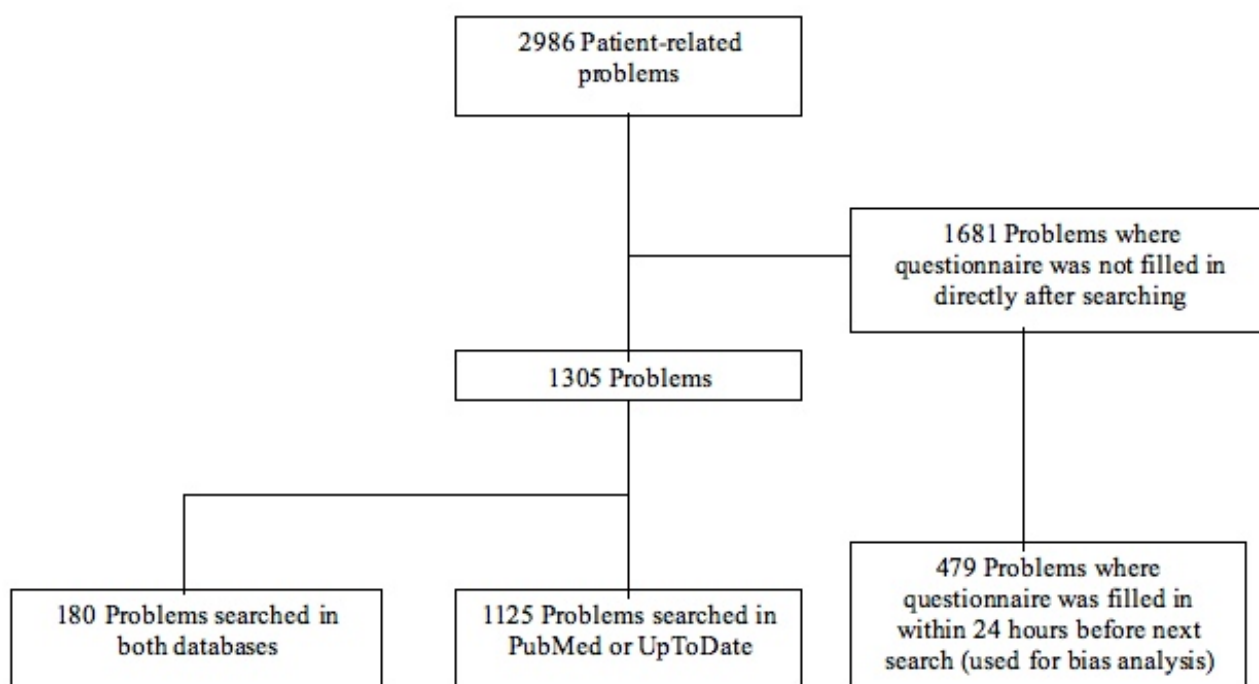 2986 Patient-related
problems
1681 Problems where
questionnaire was not filled in
directly after searching
1305 Problems
180 Problems searched in
both databases
1125 Problems searched in
PubMed or UpToDate
479 Problems where
questionnaire was filled in
within 24 hours before next
search (used for bias analysis)